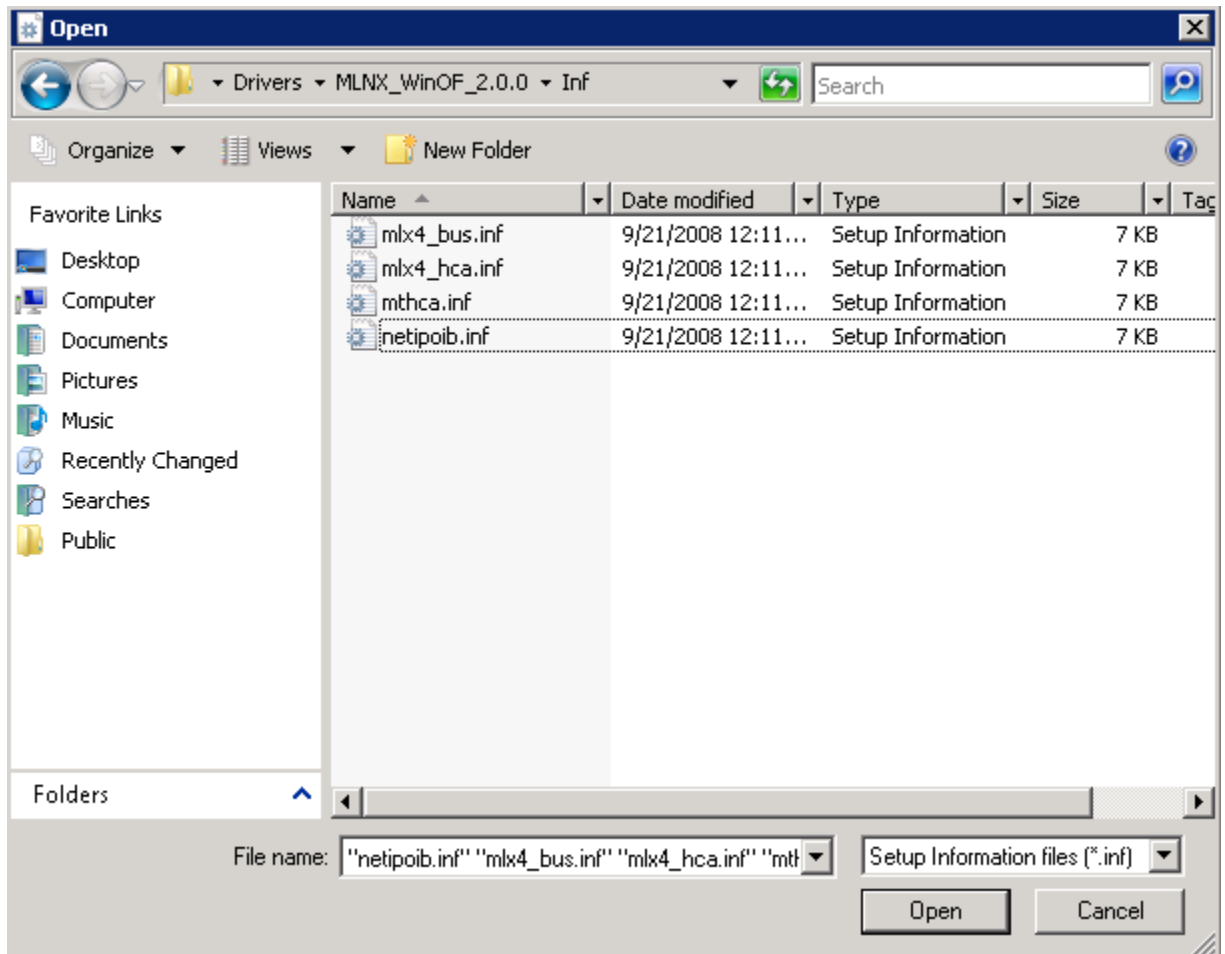 Open
Drivers MLNX_WinOF_2.0.0 Inf Search
Organize Views New Folder
Favorite Links
Desktop
Computer
Documents
Pictures
Music
Recently Changed
Searches
Public
Folders
Name Date modified Type Size Tag
mlx4_bus.inf 9/21/2008 12:11... Setup Information 7 KB
mlx4_hca.inf 9/21/2008 12:11... Setup Information 7 KB
mthca.inf 9/21/2008 12:11... Setup Information 7 KB
netipoib.inf 9/21/2008 12:11... Setup Information 7 KB
File name: "netipoib.inf" "mlx4_bus.inf" "mlx4_hca.inf" "mth Setup Information files (*.inf)
Open Cancel